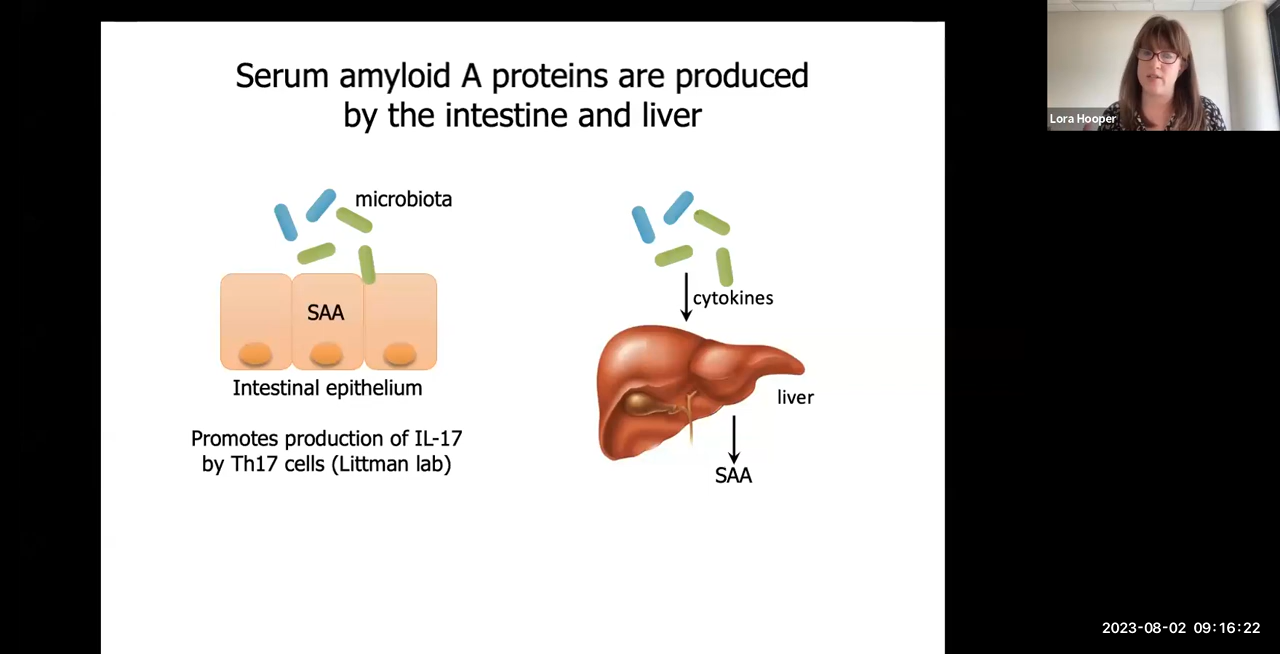 Serum amyloid A proteins are produced
by the intestine and liver
microbiota
SAA
Intestinal epithelium
Promotes production of IL-17
by Th17 cells (Littman lab)
cytokines
liver
SAA
Lora Hooper
2023-08-02 09:16:22